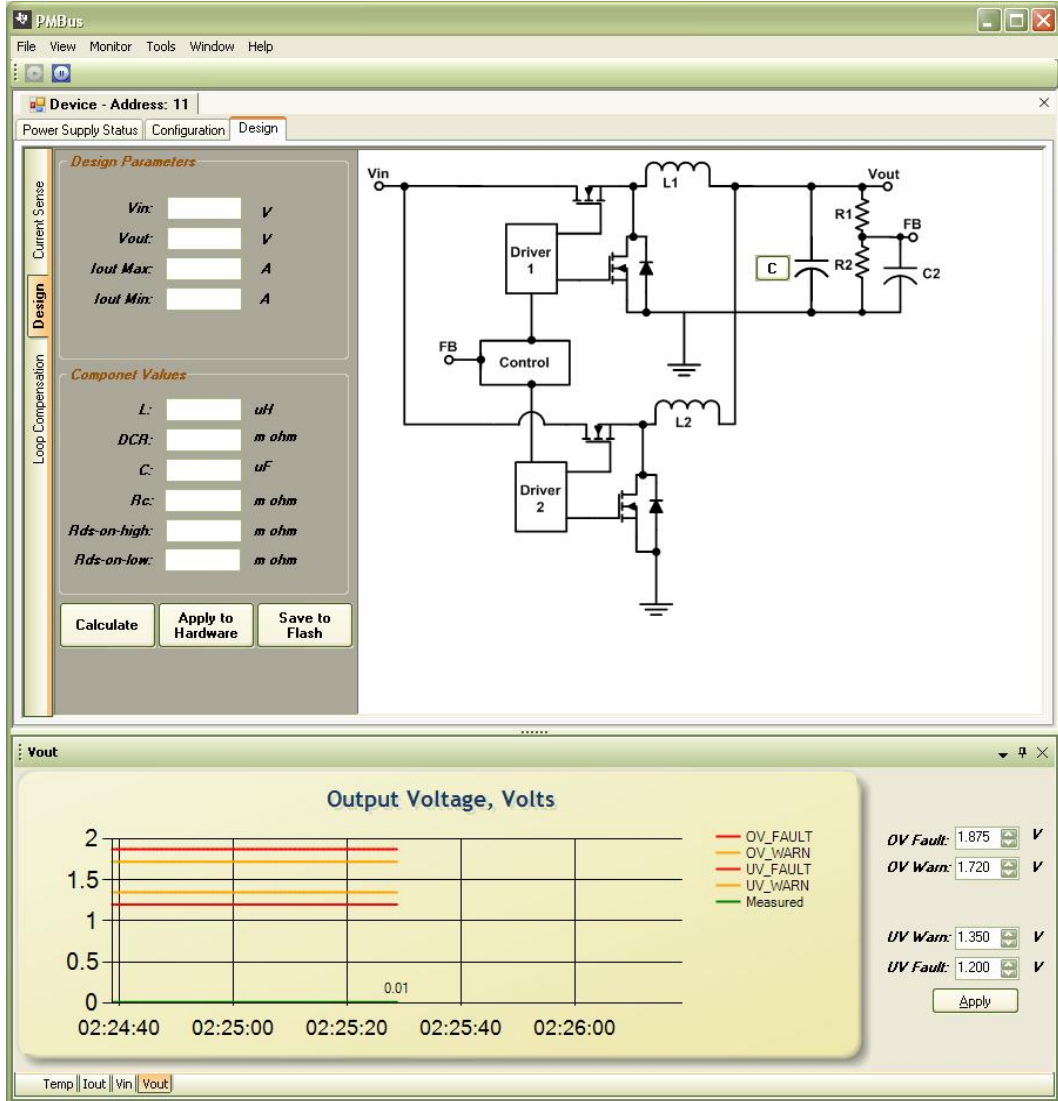 PMBus
File View Monitor Tools Window Help
Device - Address: 11
Power Supply Status Configuration Design
Current Sense
Design
Loop Compensation
Design Parameters
Vin: V
Vout: V
Iout Max: A
Iout Min: A
Componet Values
L: uH
DCR: m ohm
C: uF
Rc: m ohm
Rds-on-high: m ohm
Rds-on-low: m ohm
Calculate
Apply to
Hardware
Save to
Flash
Vin
L1
Vout
R1
FB
Driver
1
C
R2
C2
FB
Control
L2
Driver
2
Vout
Output Voltage, Volts
2
1.5
1
0.5
0
0.01
02:24:40 02:25:00 02:25:20 02:25:40 02:26:00
OV_FAULT
OV_WARN
UV_FAULT
UV_WARN
Measured
OV Fault: 1.875 V
OV Warn: 1.720 V
UV Warn: 1.350 V
UV Fault: 1.200 V
Apply
Temp Iout Vin Vout